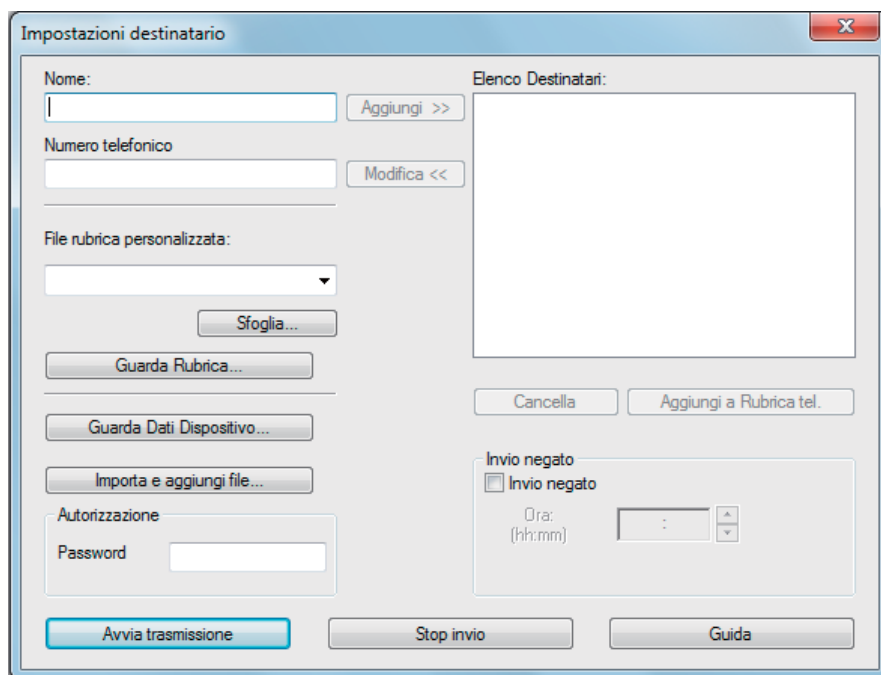 Impostazioni destinatario
Nome:
Aggiungi >>
Numero telefonico
Modifica <<
File rubrica personalizzata:
Sfoglia...
Guarda Rubrica...
Guarda Dati Dispositivo...
Importa e aggiungi file...
Autorizzazione
Password
Elenco Destinatari:
Cancella
Aggiungi a Rubrica tel.
Invio negato
Invio negato
Ora:
(hh:mm)
:
Avvia trasmissione
Stop invio
Guida